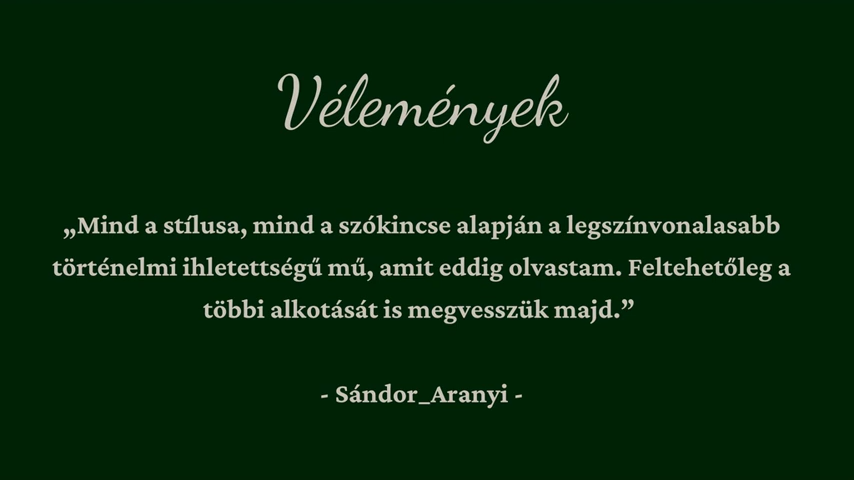 Vélemények
„Mind a stílusa, mind a szókincse alapján a legszínvonalasabb
történelmi ihletettségű mű, amit eddig olvastam. Feltehetőleg a
többi alkotását is megvesszük majd.”
- Sándor_Aranyi -